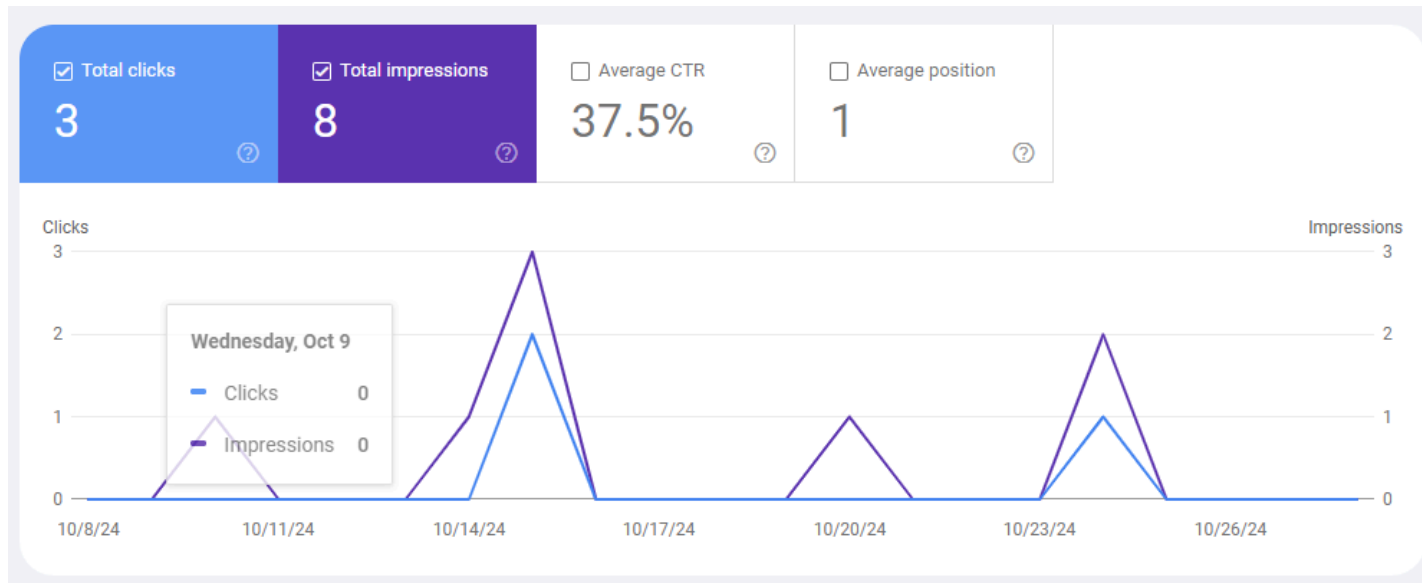 Total clicks
3
Total impressions
8
Average CTR
37.5%
Average position
1
Clicks
Impressions
3
3
2
2
1
1
0
0
Wednesday, Oct 9
Clicks 0
Impressions 0
10/8/24 10/11/24 10/14/24 10/17/24 10/20/24 10/23/24 10/26/24